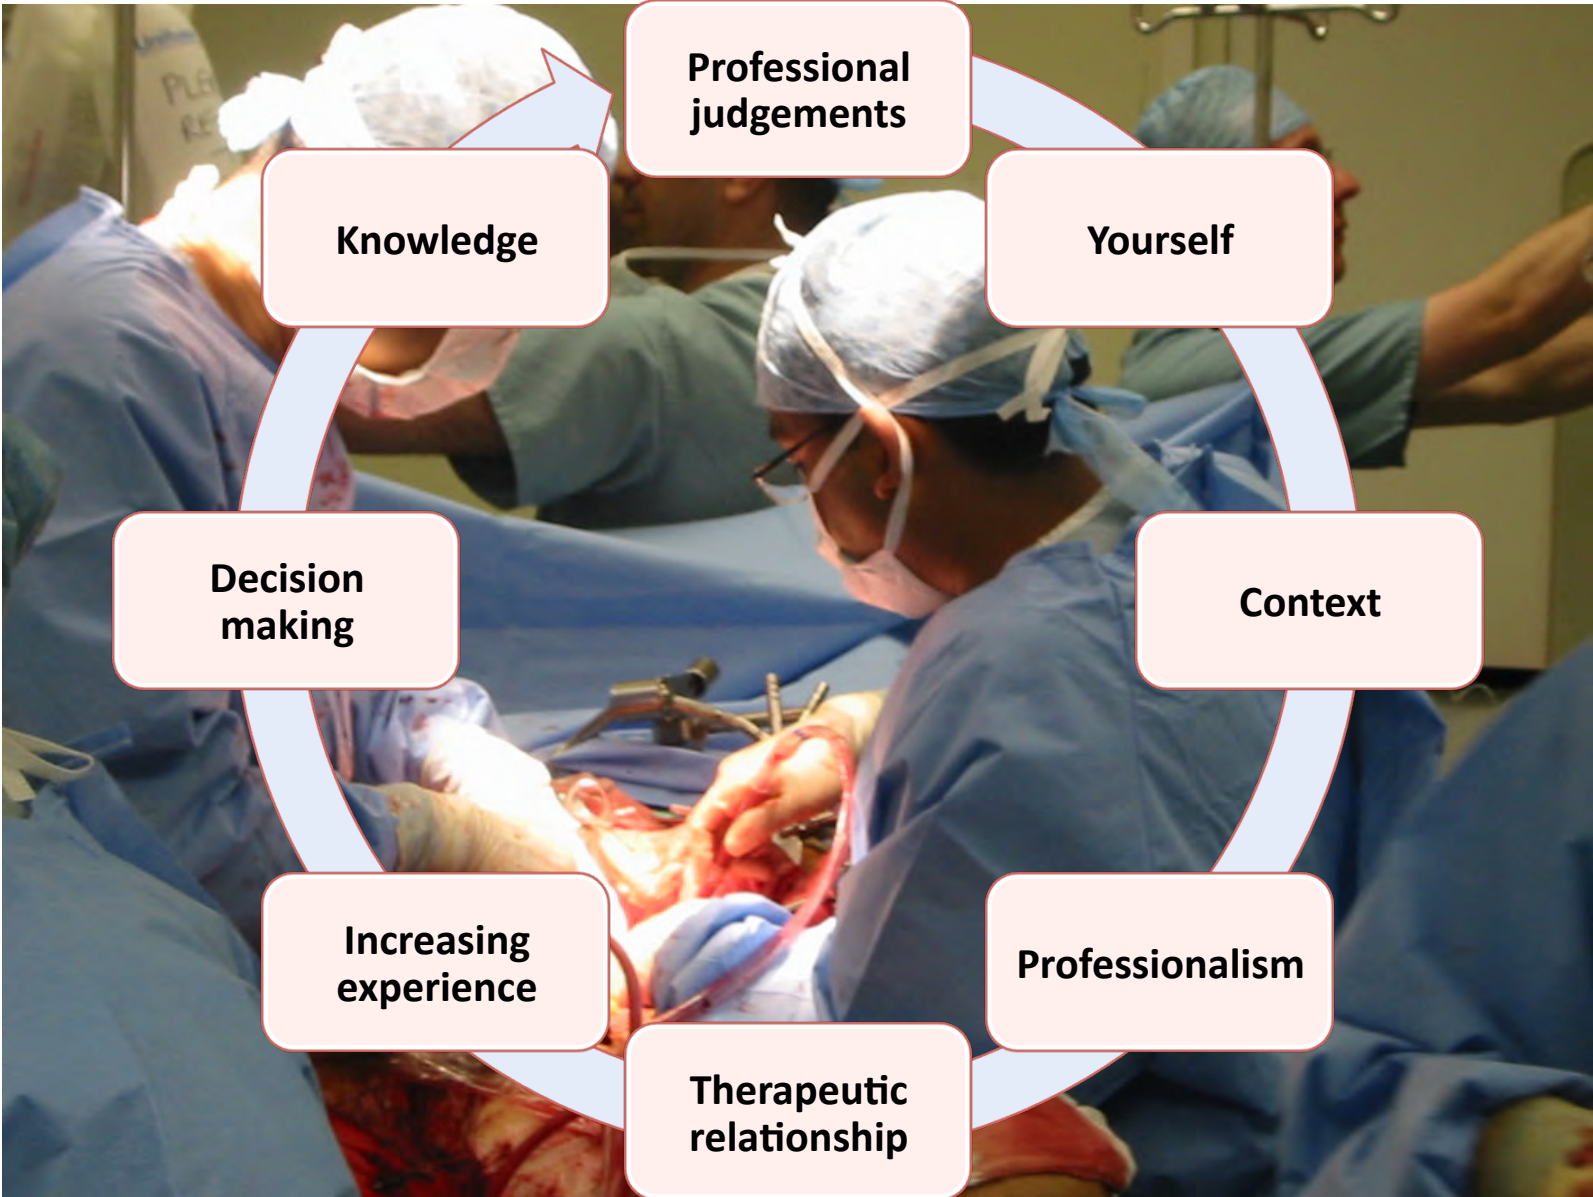 Professional
judgements
Yourself
Context
Professionalism
Therapeutic
relationship
Increasing
experience
Decision
making
Knowledge